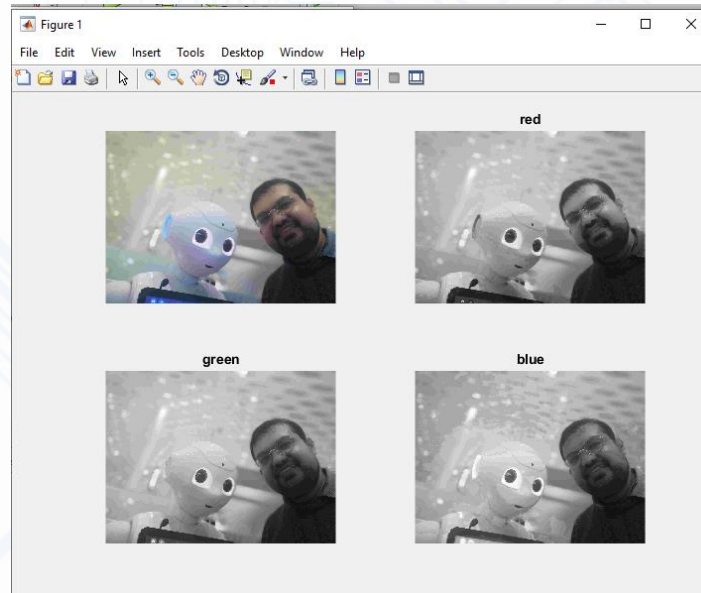 Figure 1
File Edit View Insert Tools Desktop Window Help
red
green
blue